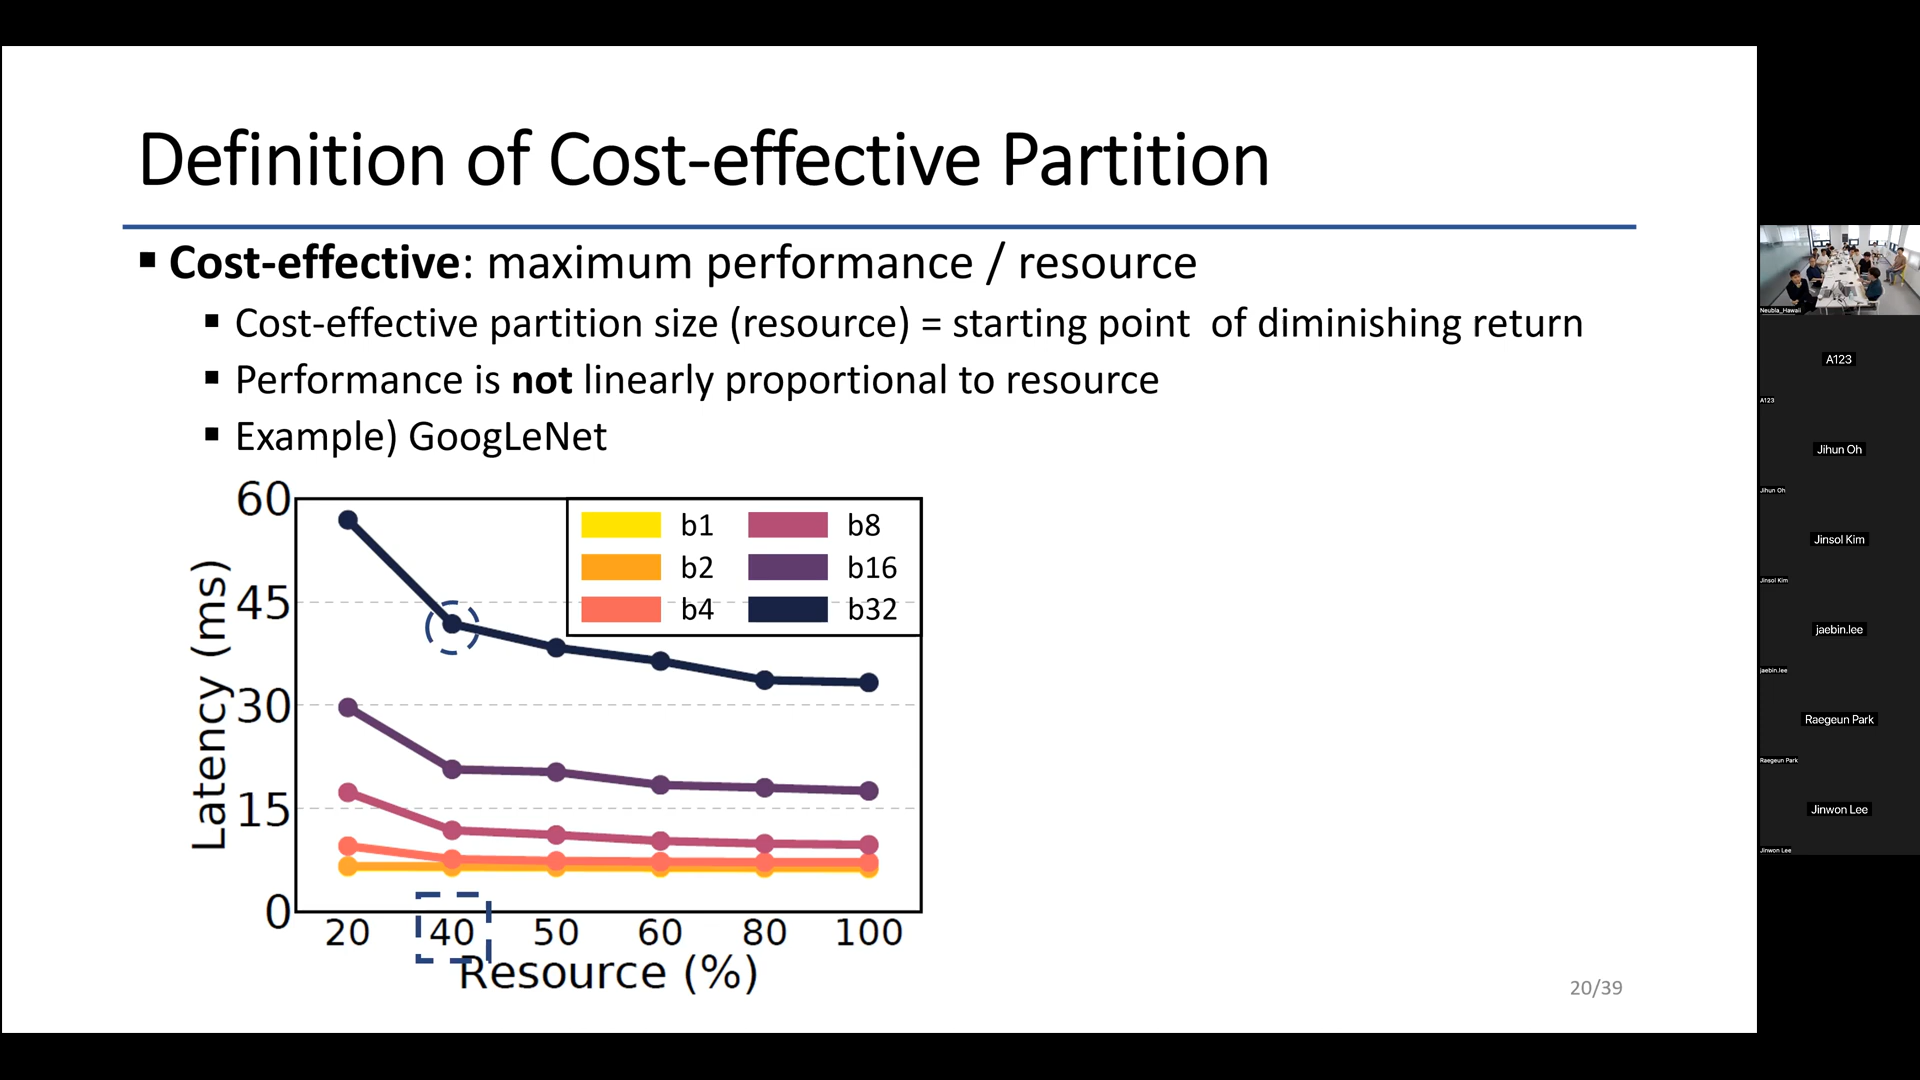 Definition of Cost-effective Partition
▪ Cost-effective: maximum performance / resource
▪ Cost-effective partition size (resource) = starting point of diminishing return
▪ Performance is not linearly proportional to resource
▪ Example) GoogLeNet
60
45
30
15
0
Latency (ms)
b1 b8
b2 b16
b4 b32
20 40 50 60 80 100
Resource (%)
20/39
Neubla_Hawaii
A123
A123
Jihun Oh
Jihun Oh
Jinsol Kim
Jinsol Kim
jaebin.lee
jaebin.lee
Raegeun Park
Raegeun Park
Jinwon Lee
Jinwon Lee